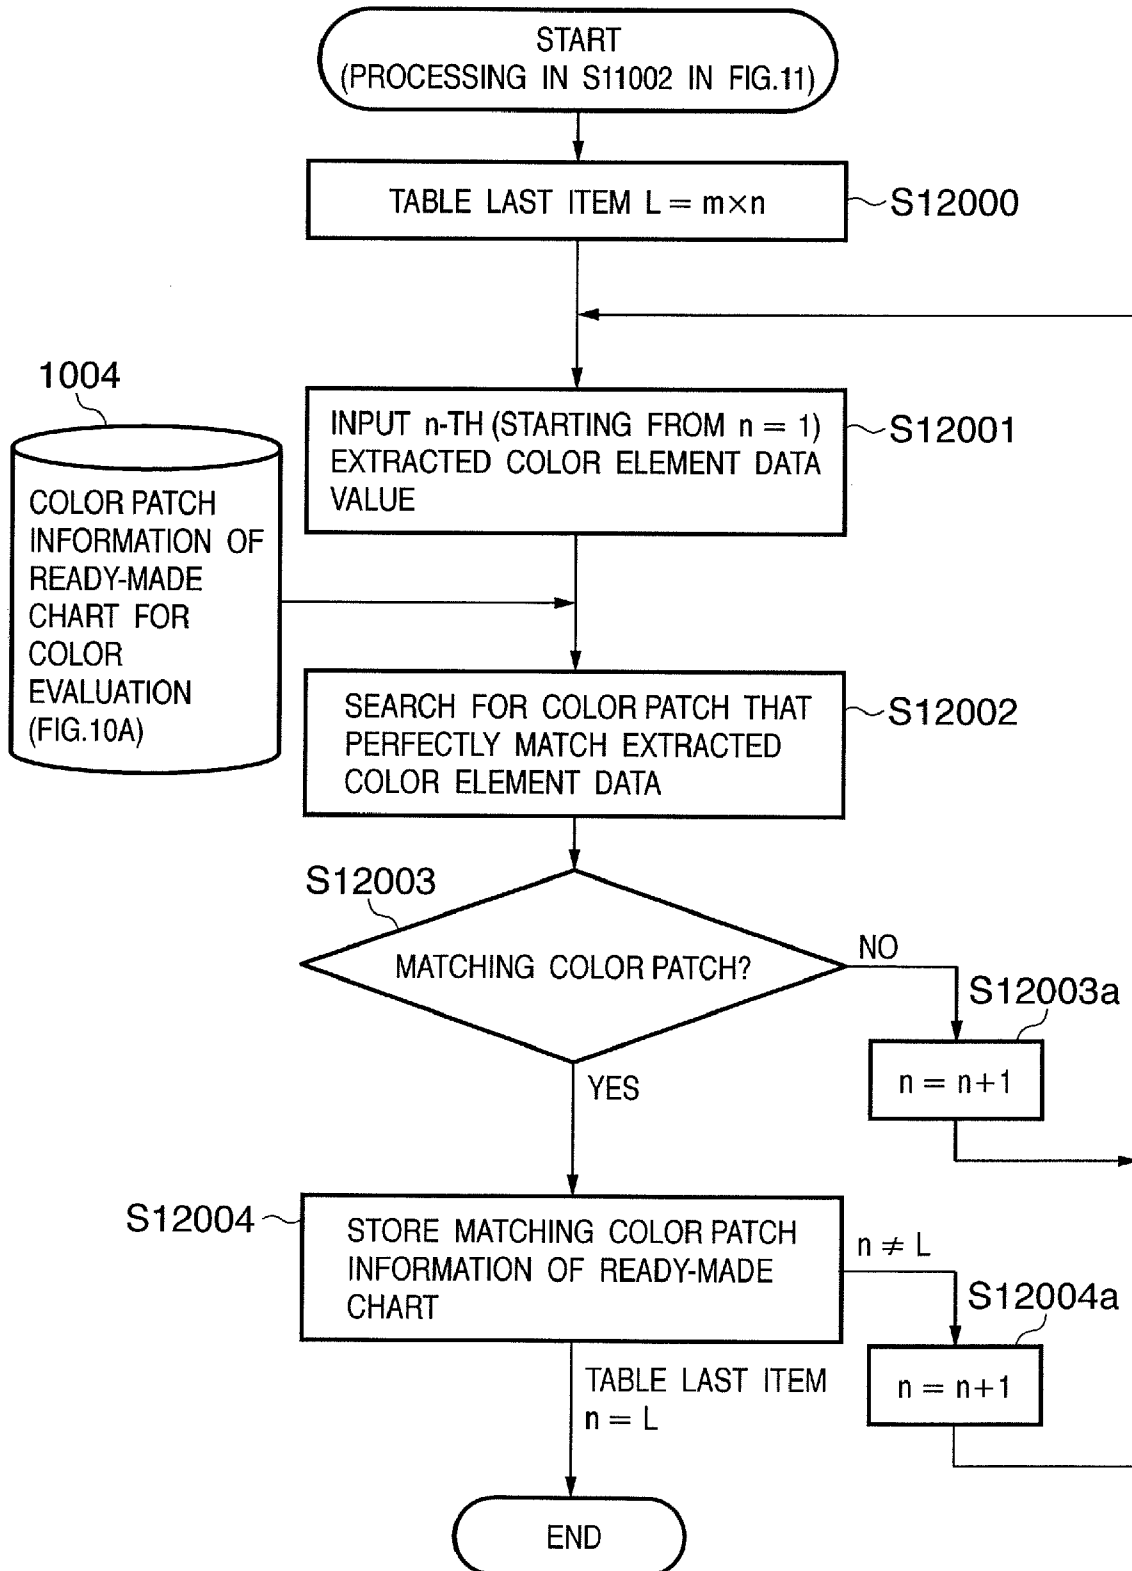 START
(PROCESSING IN S11002 IN FIG.11)
TABLE LAST ITEM L = m×n
S12000
1004
COLOR PATCH
INFORMATION OF
READY-MADE
CHART FOR
COLOR
EVALUATION
(FIG.10A)
INPUT n-TH (STARTING FROM n = 1)
EXTRACTED COLOR ELEMENT DATA
VALUE
S12001
SEARCH FOR COLOR PATCH THAT
PERFECTLY MATCH EXTRACTED
COLOR ELEMENT DATA
S12002
S12003
MATCHING COLOR PATCH?
NO
S12003a
n = n+1
YES
S12004
STORE MATCHING COLOR PATCH
INFORMATION OF READY-MADE
CHART
n ≠ L
S12004a
n = n+1
TABLE LAST ITEM
n = L
END